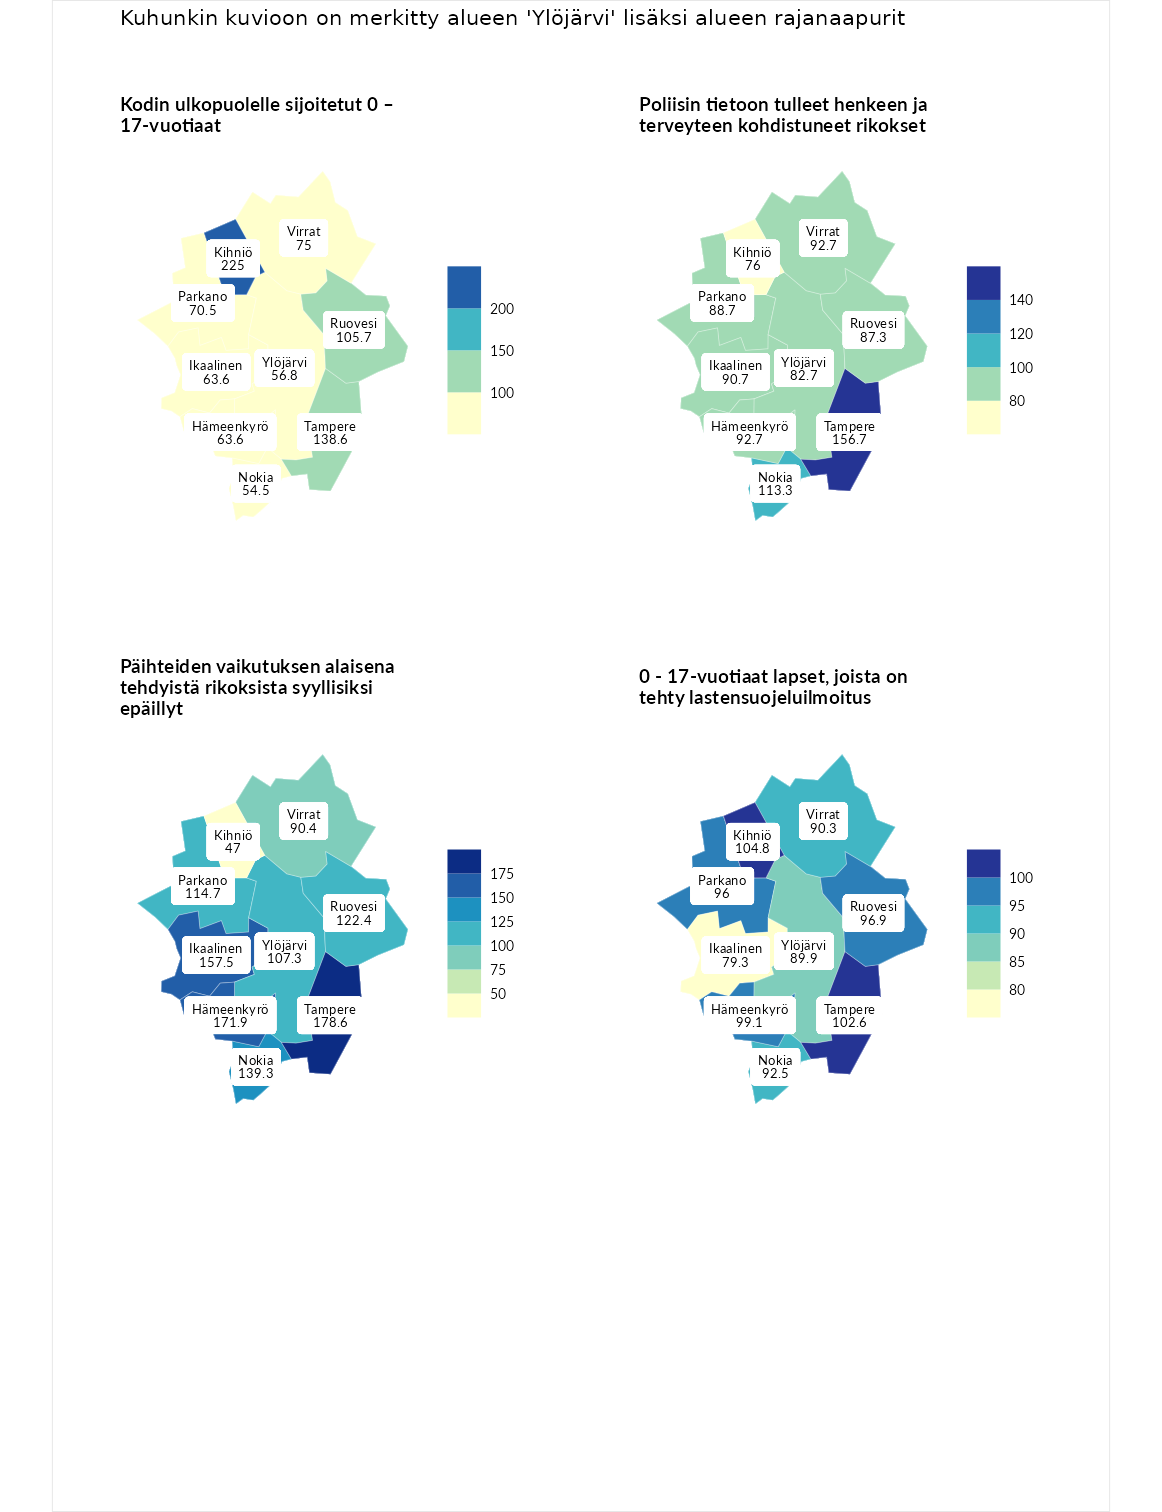 Kuhunkin kuvioon on merkitty alueen 'Ylöjärvi' lisäksi alueen rajanaapurit
Kodin ulkopuolelle sijoitetut 0 –
17-vuotiaat
Virrat
75
Kihniö
225
Parkano
70.5
Ruovesi
105.7
Ylöjärvi
56.8
Ikaalinen
63.6
Hämeenkyrö
63.6
Tampere
138.6
Nokia
54.5
200
150
100
Poliisin tietoon tulleet henkeen ja
terveyteen kohdistuneet rikokset
Virrat
92.7
Kihniö
76
Parkano
88.7
Ruovesi
87.3
Ylöjärvi
82.7
Ikaalinen
90.7
Hämeenkyrö
92.7
Tampere
156.7
Nokia
113.3
140
120
100
80
Päihteiden vaikutuksen alaisena
tehdyistä rikoksista syyllisiksi
epäillyt
Virrat
90.4
Kihniö
47
Parkano
114.7
Ruovesi
122.4
Ylöjärvi
107.3
Ikaalinen
157.5
Hämeenkyrö
171.9
Tampere
178.6
Nokia
139.3
175
150
125
100
75
50
0 - 17-vuotiaat lapset, joista on
tehty lastensuojeluilmoitus
Virrat
90.3
Kihniö
104.8
Parkano
96
Ruovesi
96.9
Ylöjärvi
89.9
Ikaalinen
79.3
Hämeenkyrö
99.1
Tampere
102.6
Nokia
92.5
100
95
90
85
80